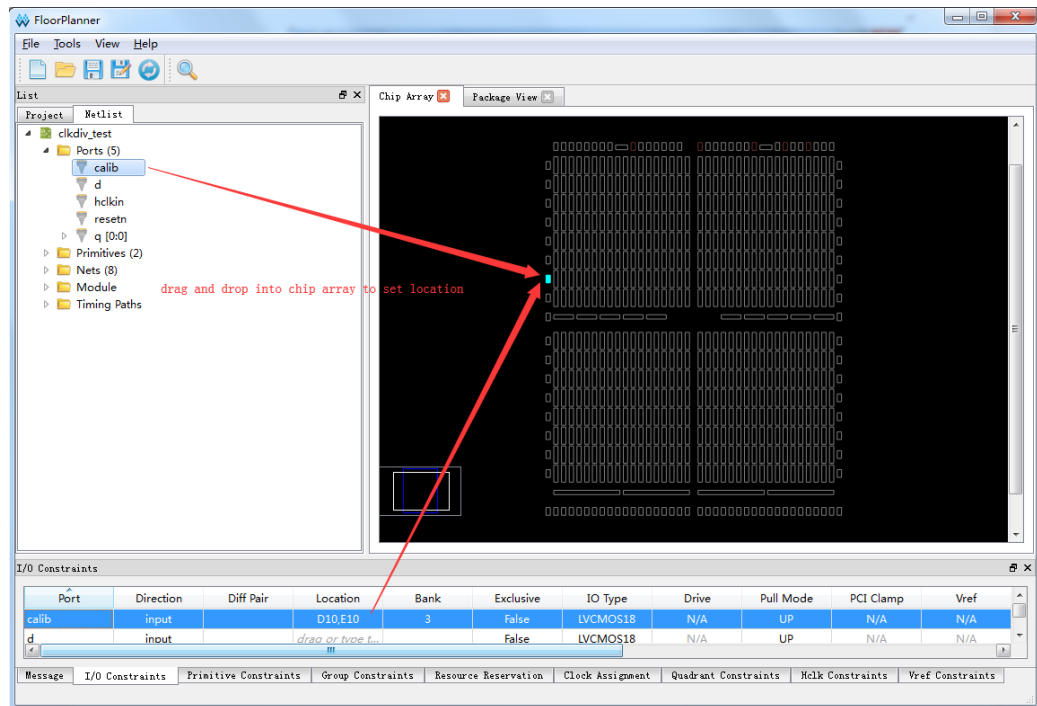 FloorPlanner
File Tools View Help
List
Chip Array Package View
Project Netlist
clkdiv_test
Ports (5)
calib
d
hclkin
resetn
q [0:0]
Primitives (2)
Nets (8)
Module
Timing Paths
drag and drop into chip array to set location
I/O Constraints
Port Direction Diff Pair Location Bank Exclusive IO Type Drive Pull Mode PCI Clamp Vref
calib input D10,E10 3 False LVCMOS18 N/A UP N/A N/A
d input drag or type t... False LVCMOS18 N/A UP N/A N/A
Message I/O Constraints Primitive Constraints Group Constraints Resource Reservation Clock Assignment Quadrant Constraints Hclk Constraints Vref Constraints